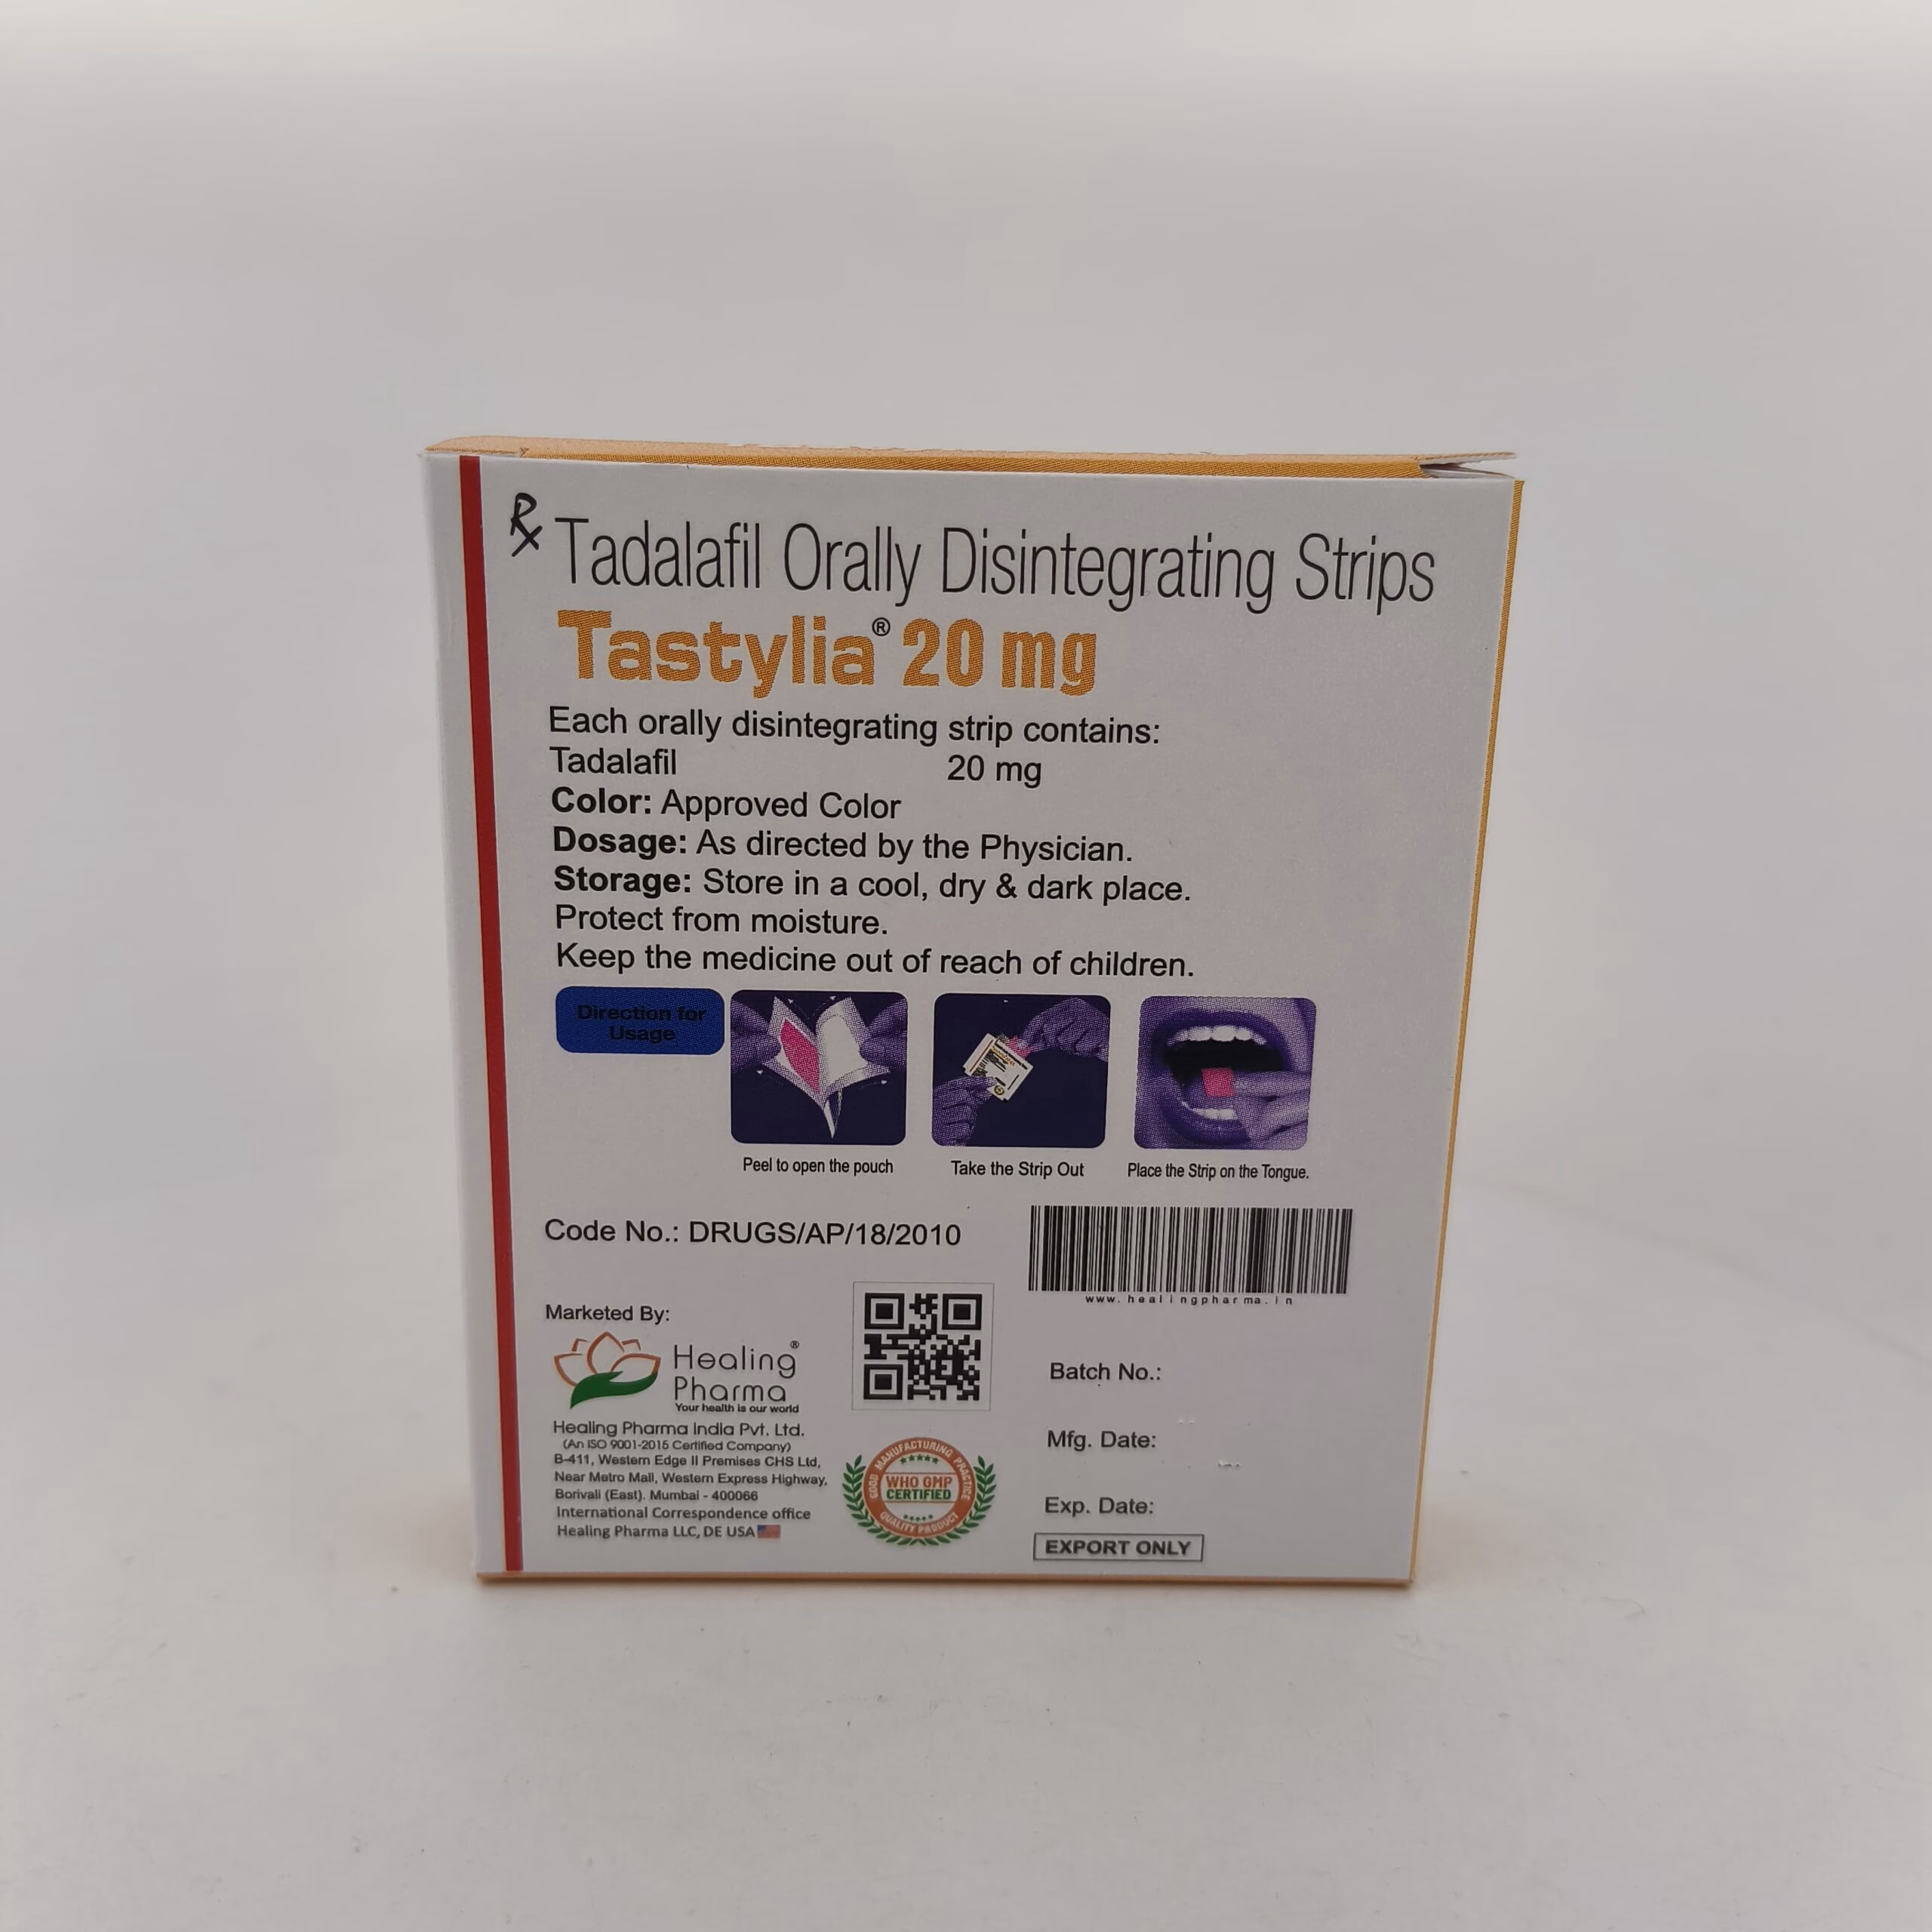 Rx Tadalafil Orally Disintegrating Strips
Tastylia® 20 mg
Each orally disintegrating strip contains:
Tadalafil 20 mg
Color: Approved Color
Dosage: As directed by the Physician.
Storage: Store in a cool, dry & dark place.
Protect from moisture.
Keep the medicine out of reach of children.
Direction for
Usage
Peel to open the pouch
Take the Strip Out
Place the Strip on the Tongue.
Code No.: DRUGS/AP/18/2010
www.healingpharma.in
Marketed By:
Healing®
Pharma
Your health is our world
Healing Pharma India Pvt. Ltd.
(An ISO 9001-2015 Certified Company)
B-411, Western Edge II Premises CHS Ltd,
Near Metro Mall, Western Express Highway,
Borivali (East). Mumbai - 400066
International Correspondence office
Healing Pharma LLC, DE USA
GOOD MANUFACTURING PRACTICE
WHO GMP
CERTIFIED
QUALITY PRODUCT
Batch No.:
Mfg. Date:
Exp. Date:
EXPORT ONLY